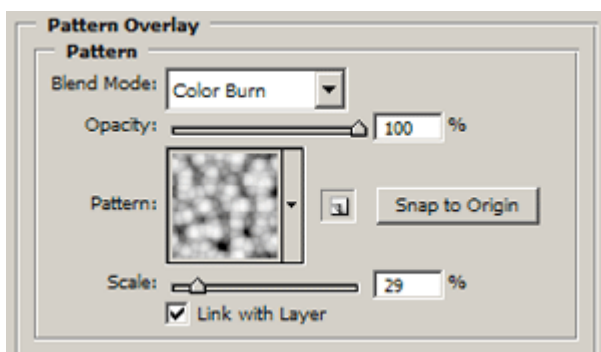 Pattern Overlay
Pattern
Blend Mode: Color Burn
Opacity: 100 %
Pattern: Snap to Origin
Scale: 29 %
Link with Layer